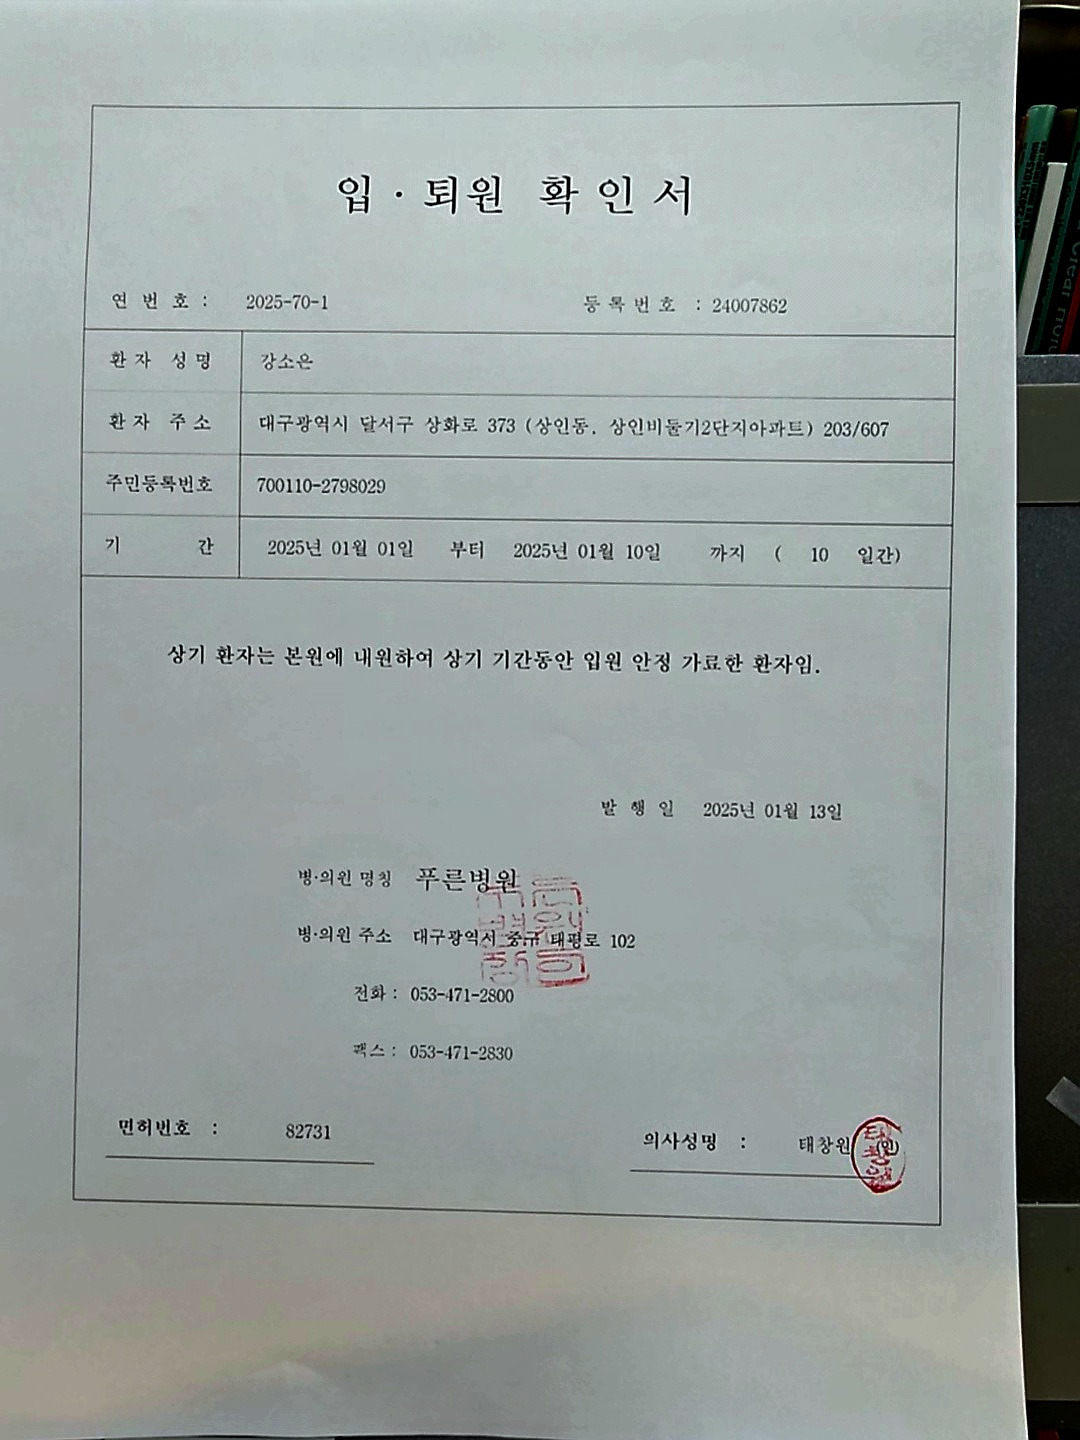 입 · 퇴원 확인서
연 번 호 : 2025-70-1 등록번호 : 24007862
환자 성명 강소은
환자 주소 대구광역시 달서구 상화로 373 (상인동, 상인비둘기2단지아파트) 203/607
주민등록번호 700110-2798029
기 간 2025년 01월 01일 부터 2025년 01월 10일 까지 ( 10 일간)
상기 환자는 본원에 내원하여 상기 기간동안 입원 안정 가료한 환자임.
발 행 일 2025년 01월 13일
병·의원 명칭 푸른병원
병·의원 주소 대구광역시 중구 태평로 102
전화 : 053-471-2800
팩스 : 053-471-2830
면허번호 : 82731
의사성명 : 태창원 (인)
태창원